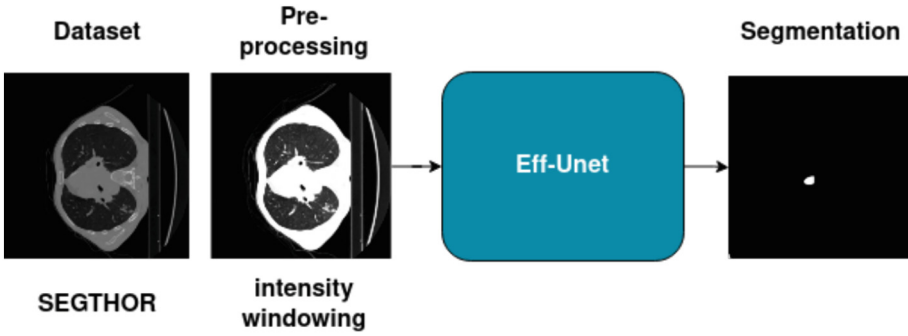 Dataset
Pre-
processing
Segmentation
Eff-Unet
SEGTHOR
intensity
windowing